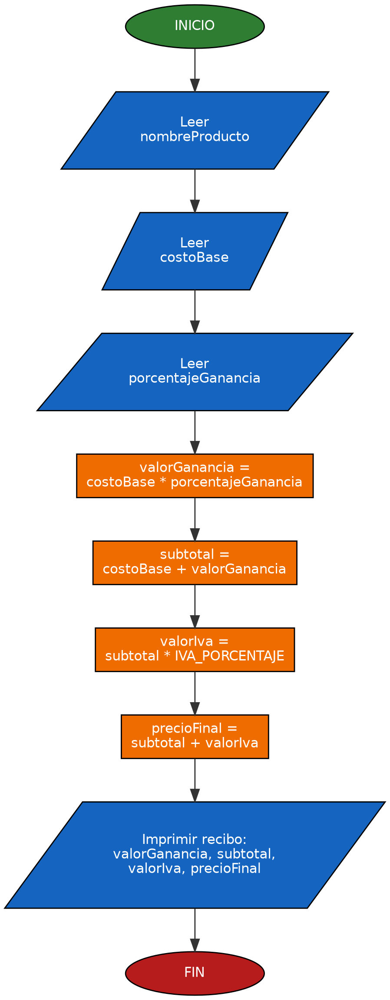 INICIO
Leer
nombreProducto
Leer
costoBase
Leer
porcentajeGanancia
valorGanancia =
costoBase * porcentajeGanancia
subtotal =
costoBase + valorGanancia
valorIva =
subtotal * IVA_PORCENTAJE
precioFinal =
subtotal + valorIva
Imprimir recibo:
valorGanancia, subtotal,
valorIva, precioFinal
FIN